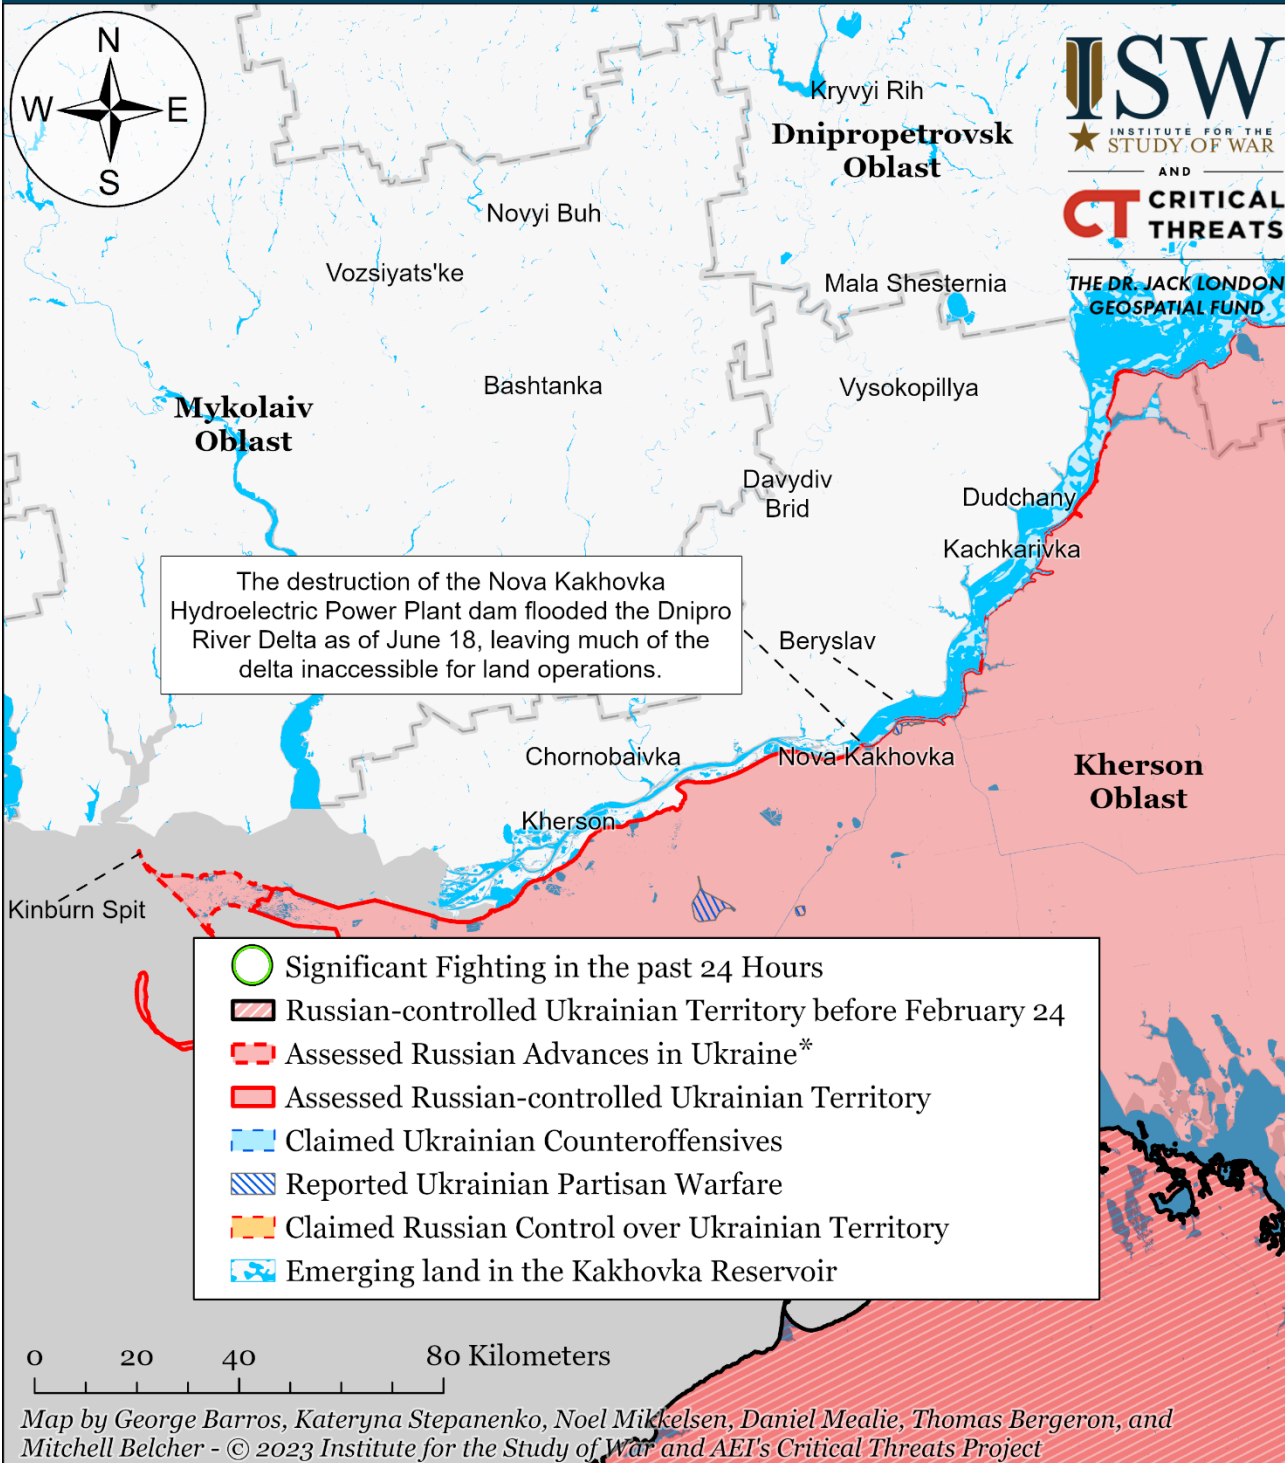 N
W
E
S
ISW
INSTITUTE FOR THE
STUDY OF WAR
AND
CT CRITICAL
THREATS
THE DR. JACK LONDON
GEOSPATIAL FUND
Kryvyi Rih
Dnipropetrovsk
Oblast
Novyi Buh
Vozsiyats'ke
Mala Shesternia
Bashtanka
Vysokopillya
Mykolaiv
Oblast
Davydiv
Brid
Dudchany
Kachkarivka
The destruction of the Nova Kakhovka
Hydroelectric Power Plant dam flooded the Dnipro
River Delta as of June 18, leaving much of the
delta inaccessible for land operations.
Beryslav
Chornobaivka
Nova Kakhovka
Kherson
Oblast
Kherson
Kinburn Spit
Significant Fighting in the past 24 Hours
Russian-controlled Ukrainian Territory before February 24
Assessed Russian Advances in Ukraine*
Assessed Russian-controlled Ukrainian Territory
Claimed Ukrainian Counteroffensives
Reported Ukrainian Partisan Warfare
Claimed Russian Control over Ukrainian Territory
Emerging land in the Kakhovka Reservoir
0 20 40 80 Kilometers
Map by George Barros, Kateryna Stepanenko, Noel Mikkelsen, Daniel Mealie, Thomas Bergeron, and
Mitchell Belcher - © 2023 Institute for the Study of War and AEI's Critical Threats Project